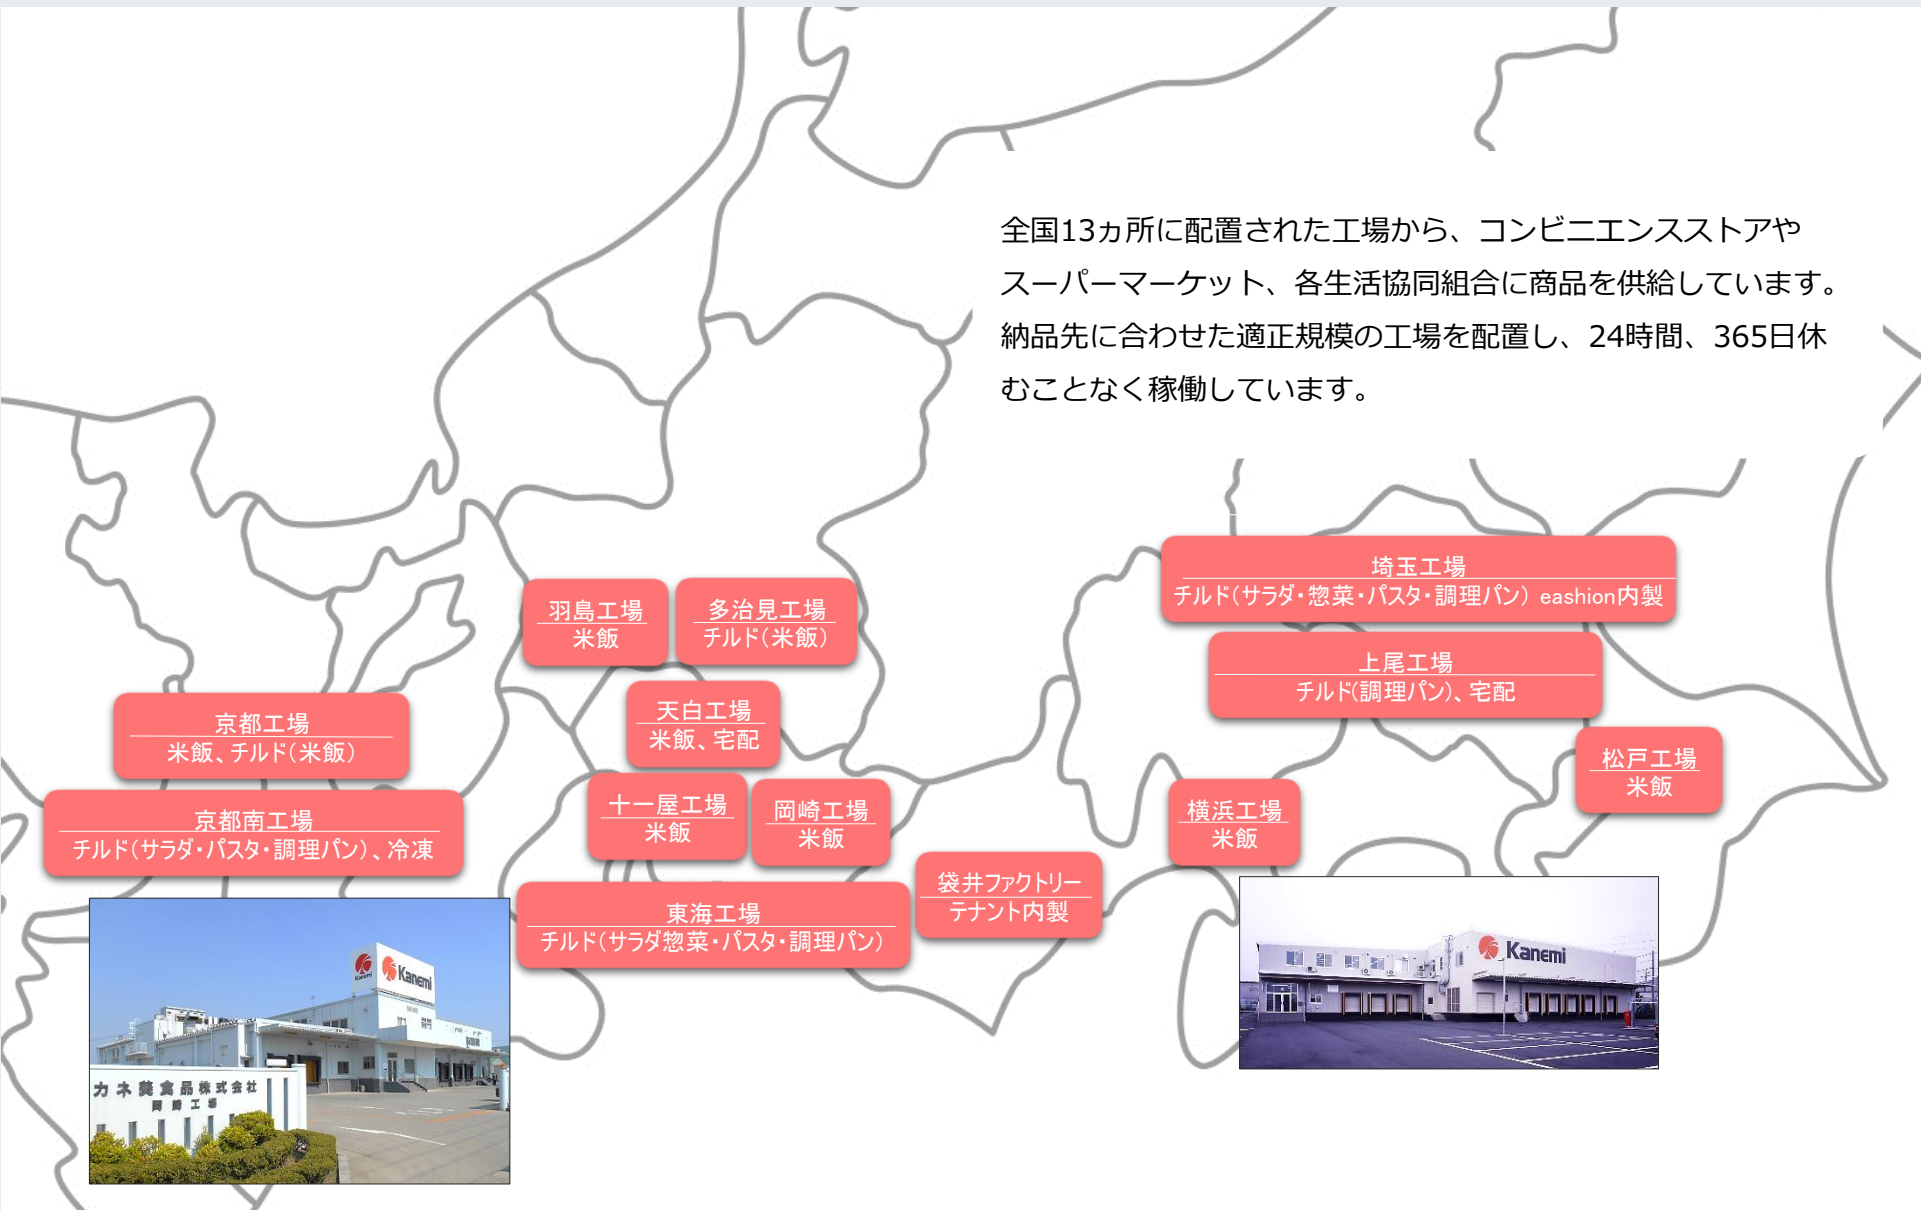 全国13ヵ所に配置された工場から、コンビニエンスストアや
スーパーマーケット、各生活協同組合に商品を供給しています。
納品先に合わせた適正規模の工場を配置し、24時間、365日休
むことなく稼働しています。
埼玉工場
チルド(サラダ・惣菜・パスタ・調理パン) eashion内製
羽島工場
米飯
多治見工場
チルド(米飯)
上尾工場
チルド(調理パン)、宅配
京都工場
米飯、チルド(米飯)
天白工場
米飯、宅配
松戸工場
米飯
京都南工場
チルド(サラダ・パスタ・調理パン)、冷凍
十一屋工場
米飯
岡崎工場
米飯
横浜工場
米飯
東海工場
チルド(サラダ惣菜・パスタ・調理パン)
袋井ファクトリー
テナント内製
Kanemi
Kanemi
カネ美食品株式会社
岡崎工場
Kanemi